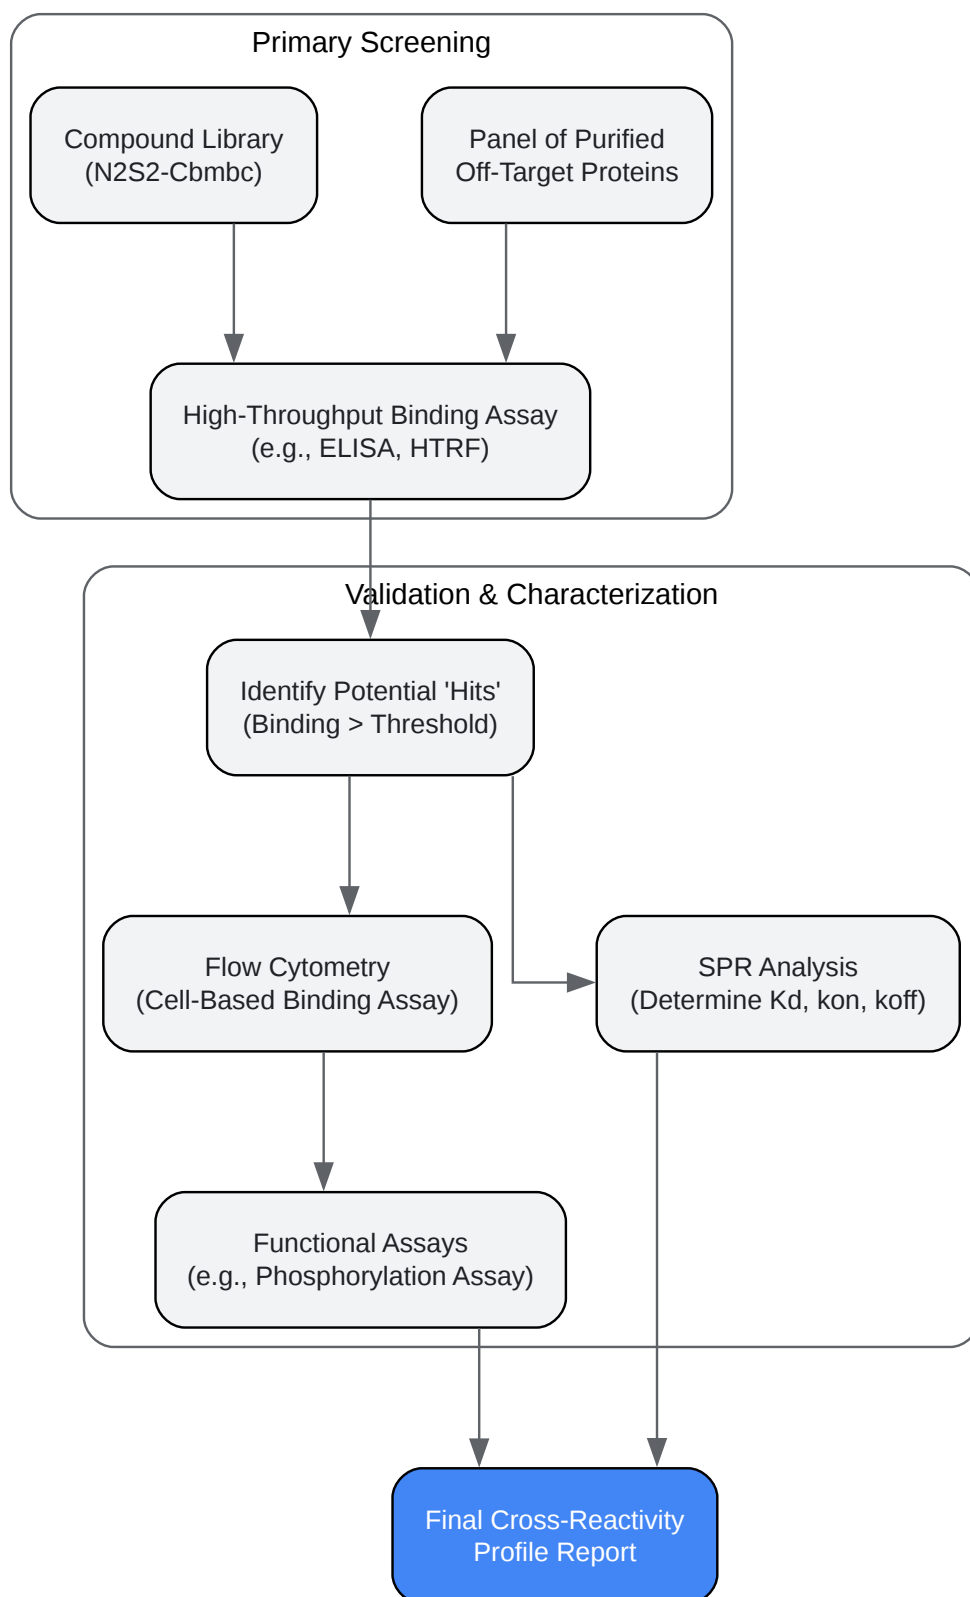 Primary Screening
Compound Library
(N2S2-Cbmbc)
Panel of Purified
Off-Target Proteins
High-Throughput Binding Assay
(e.g., ELISA, HTRF)
Validation & Characterization
Identify Potential 'Hits'
(Binding > Threshold)
Flow Cytometry
(Cell-Based Binding Assay)
SPR Analysis
(Determine Kd, kon, koff)
Functional Assays
(e.g., Phosphorylation Assay)
Final Cross-Reactivity
Profile Report